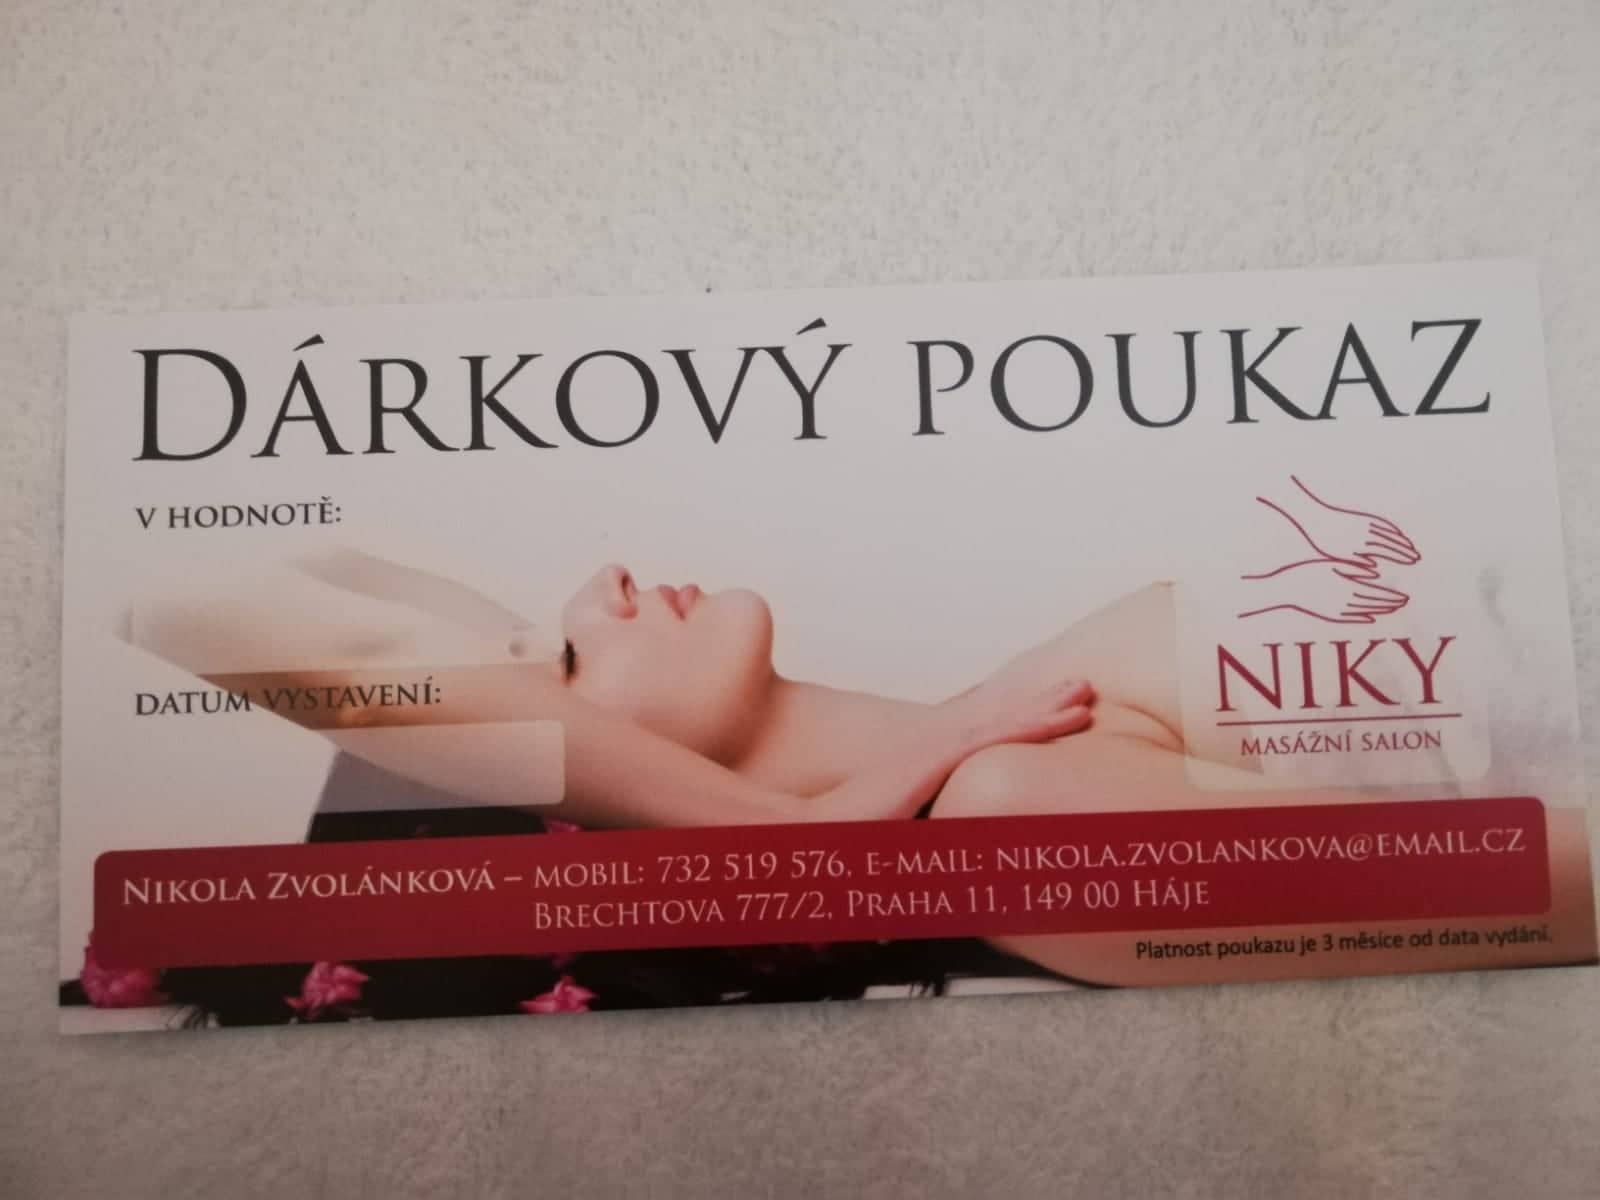 DÁRKOVÝ POUKAZ
V HODNOTĚ:
DATUM VYSTAVENÍ:
NIKY
MASÁŽNÍ SALON
NIKOLA ZVOLÁNKOVÁ – MOBIL: 732 519 576, E-MAIL: NIKOLA.ZVOLANKOVA@EMAIL.CZ
BRECHTOVA 777/2, PRAHA 11, 149 00 HÁJE
Platnost poukazu je 3 měsíce od data vydání.